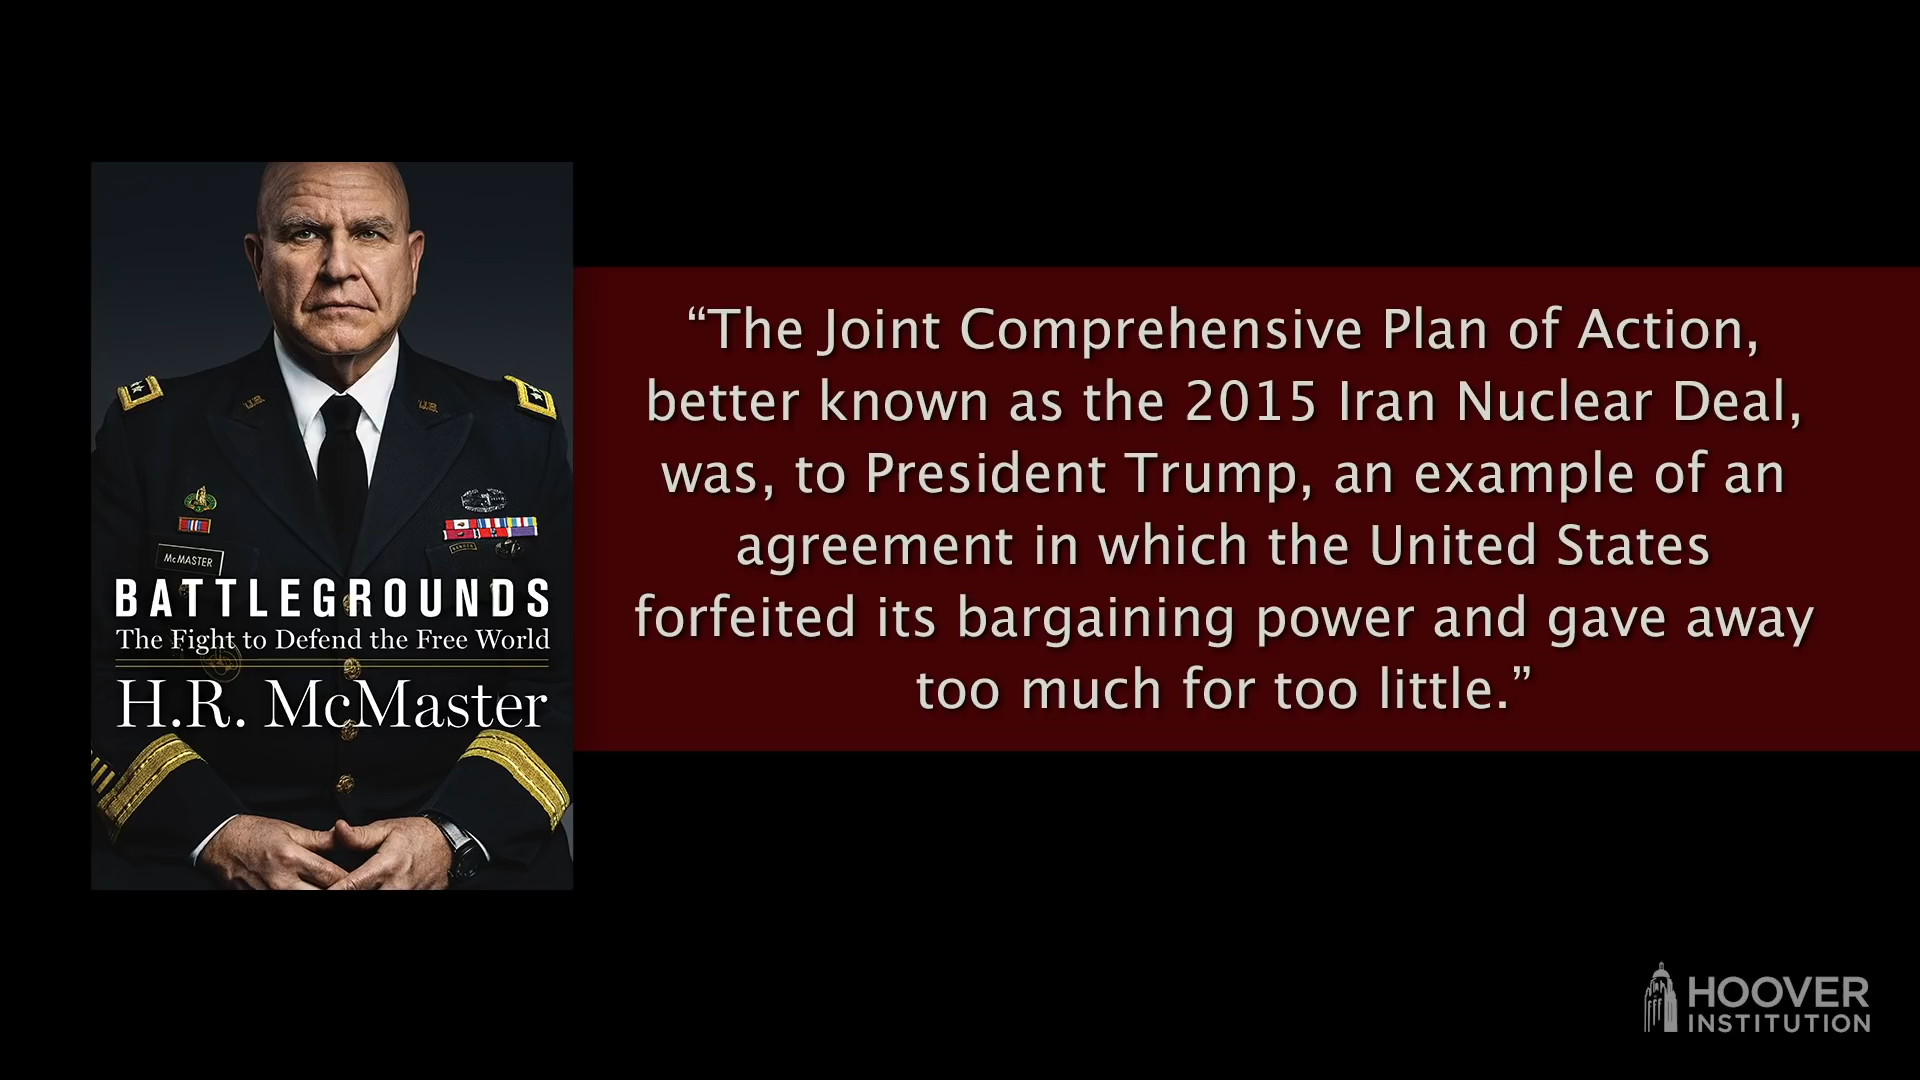 McMASTER
BATTLEGROUNDS
The Fight to Defend the Free World
H.R. McMaster
“The Joint Comprehensive Plan of Action,
better known as the 2015 Iran Nuclear Deal,
was, to President Trump, an example of an
agreement in which the United States
forfeited its bargaining power and gave away
too much for too little.”
HOOVER
INSTITUTION